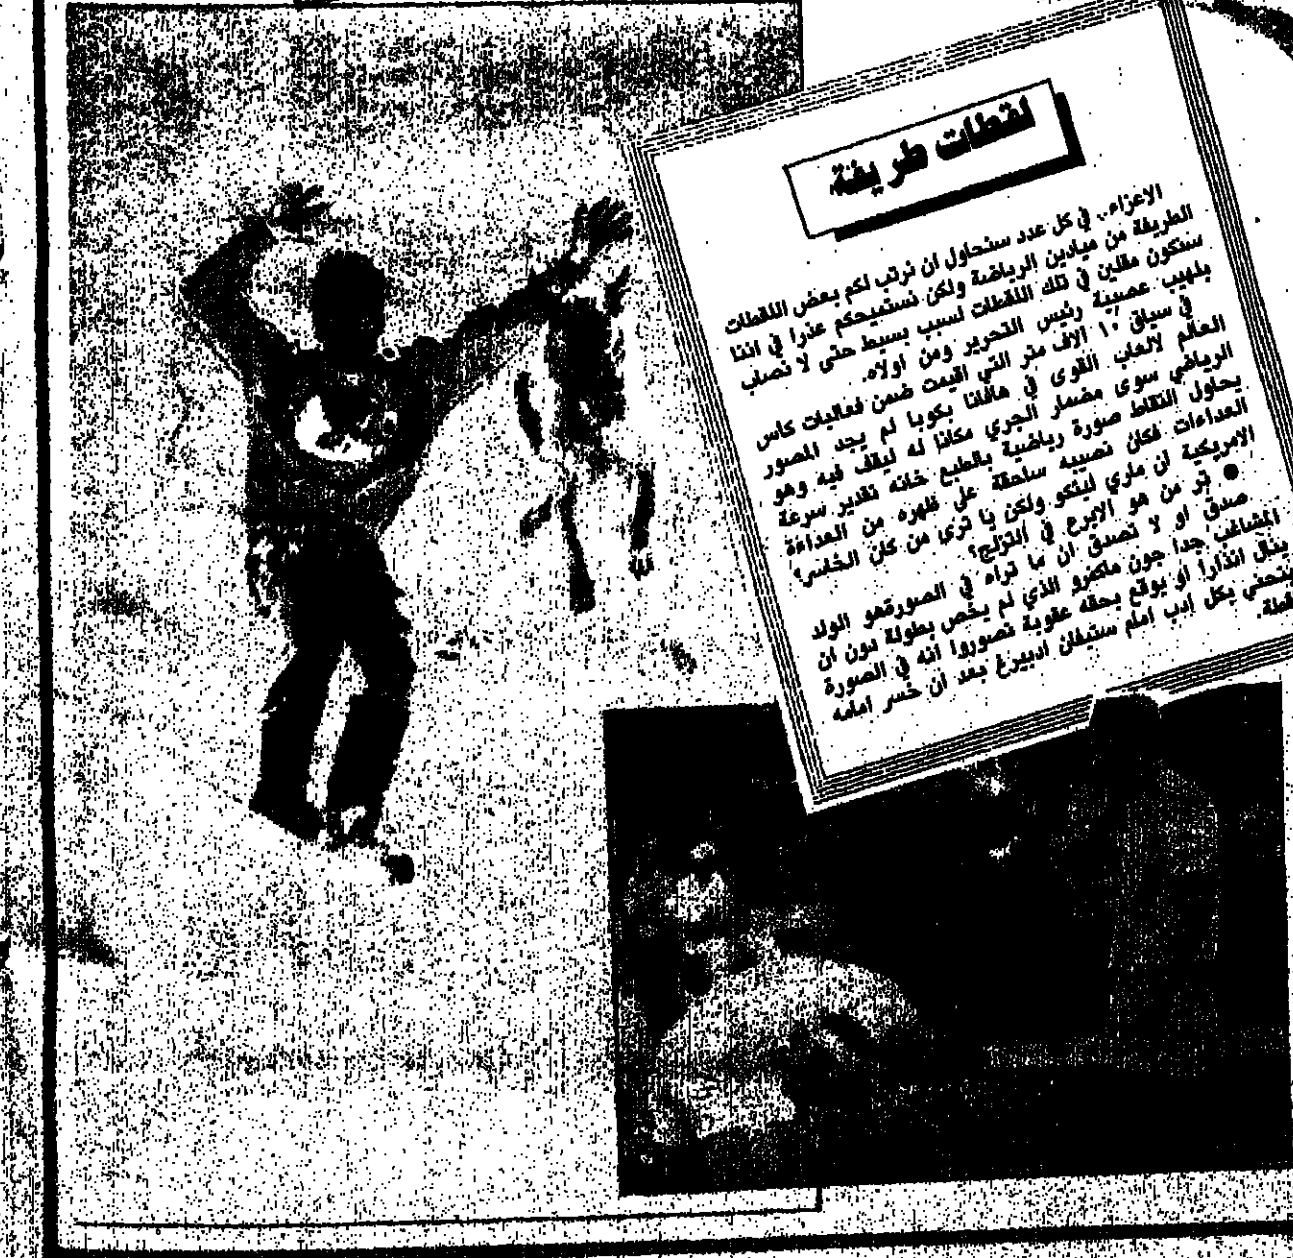 لقطات طريفة
الاعزاء.. في كل عدد سنحاول ان نرتب لكم بعض اللقطات
الطريفة من ميادين الرياضة ولكن نستبيحكم عذرا في اننا
سنكون مقلين في تلك اللقطات لسبب بسيط حتى لا نصاب
بلهيب عصبية رئيس التحرير ومن اولاه.
في سباق ١٠ الاف متر التي اقيمت ضمن فعاليات كاس
العالم لالعاب القوى في هافانا بكوبا لم يجد المصور
الرياضي سوى مضمار الجري مكانا له ليقف فيه وهو
يحاول التقاط صورة رياضية بالطبع خانه تقدير سرعة
العداءات فكان نصيبه ساحقة على ظهره من العداءة
الامريكية ان ماري ليتكو ولكن يا ترى من كان الخاسر؟
● تر من هو الابرع في التزلج؟
صدق او لا تصدق ان ما تراه في الصورة هو الولد
المشاغب جدا جون ماكنرو الذي لم يخص بطولة دون ان
ينال انذارا او يوقع بحقه عقوبة تصوروا انه في الصورة
ينحني بكل ادب امام ستيفان ادبيرغ بعد ان خسر امامه